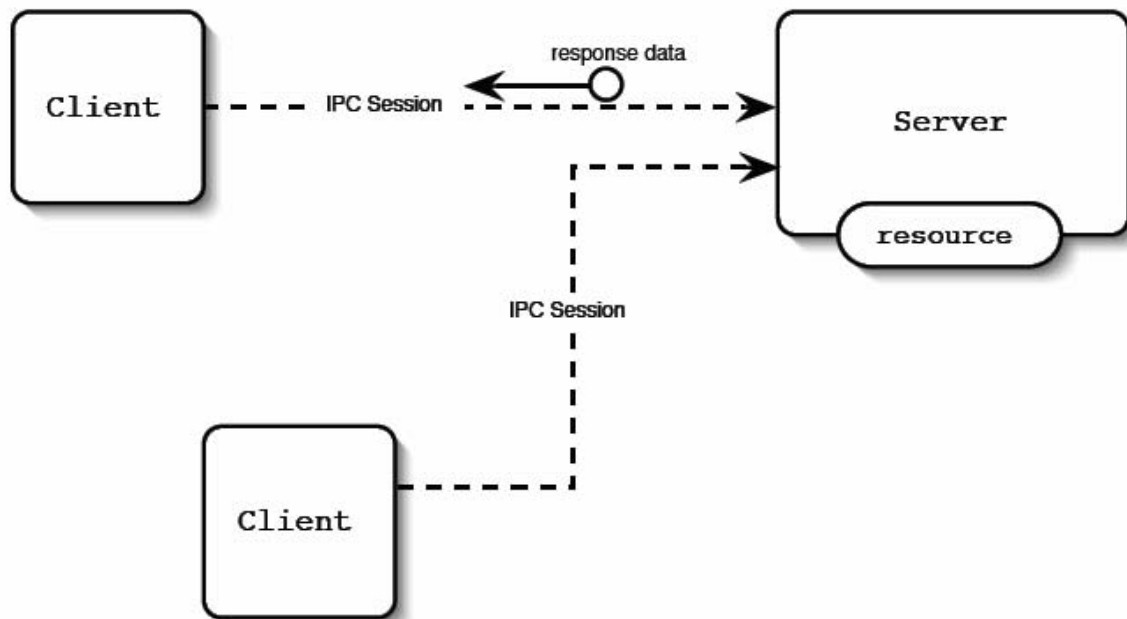 response data
Client
IPC Session
Server
resource
IPC Session
Client